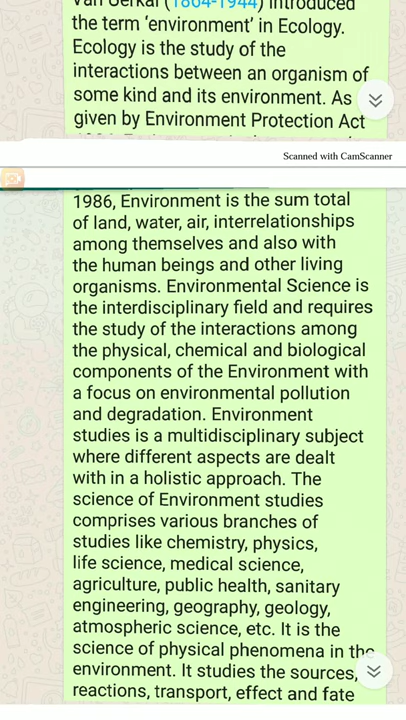 (1864-1944) introduced
the term ‘environment’ in Ecology.
Ecology is the study of the
interactions between an organism of
some kind and its environment. As
given by Environment Protection Act
Scanned with CamScanner
1986, Environment is the sum total
of land, water, air, interrelationships
among themselves and also with
the human beings and other living
organisms. Environmental Science is
the interdisciplinary field and requires
the study of the interactions among
the physical, chemical and biological
components of the Environment with
a focus on environmental pollution
and degradation. Environment
studies is a multidisciplinary subject
where different aspects are dealt
with in a holistic approach. The
science of Environment studies
comprises various branches of
studies like chemistry, physics,
life science, medical science,
agriculture, public health, sanitary
engineering, geography, geology,
atmospheric science, etc. It is the
science of physical phenomena in the
environment. It studies the sources,
reactions, transport, effect and fate